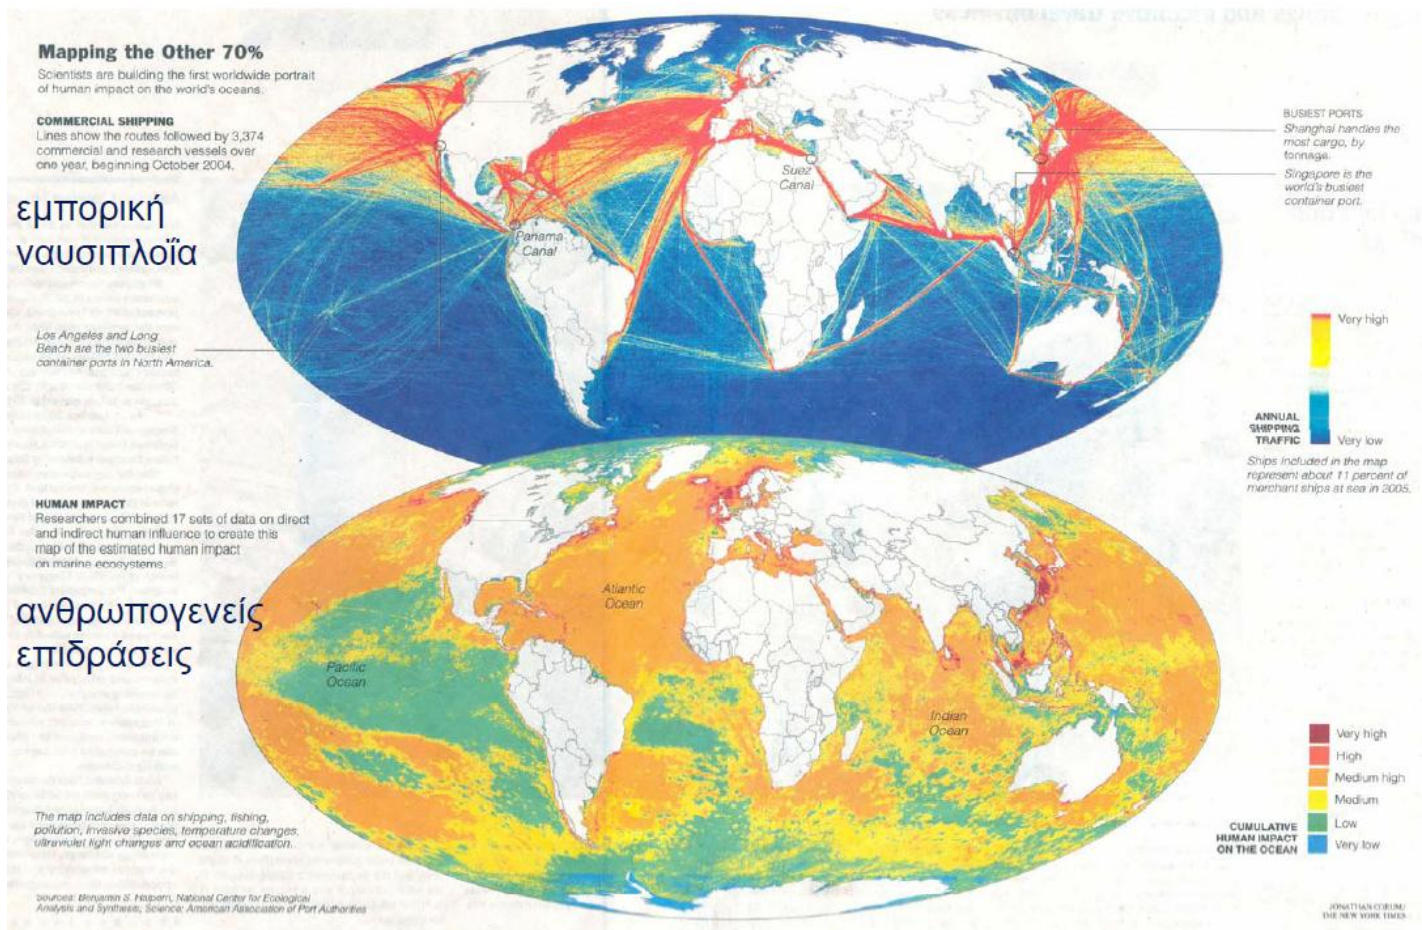 Mapping the Other 70%
Scientists are building the first worldwide portrait
of human impact on the world's oceans.
COMMERCIAL SHIPPING
Lines show the routes followed by 3,374
commercial and research vessels over
one year, beginning October 2004.
εμπορική
ναυσιπλοΐα
Los Angeles and Long
Beach are the two busiest
container ports in North America.
Suez
Canal
Panama
Canal
BUSIEST PORTS
Shanghai handles the
most cargo, by
tonnage.
Singapore is the
world's busiest
container port.
Very high
ANNUAL
SHIPPING
TRAFFIC
Very low
Ships included in the map
represent about 11 percent of
merchant ships at sea in 2005.
HUMAN IMPACT
Researchers combined 17 sets of data on direct
and indirect human influence to create this
map of the estimated human impact
on marine ecosystems.
ανθρωπογενείς
επιδράσεις
Atlantic
Ocean
Pacific
Ocean
Indian
Ocean
Very high
High
Medium high
Medium
Low
Very low
CUMULATIVE
HUMAN IMPACT
ON THE OCEAN
The map includes data on shipping, fishing,
pollution, invasive species, temperature changes,
ultraviolet light changes and ocean acidification.
Sources: Benjamin S. Halpern, National Center for Ecological
Analysis and Synthesis; Science; American Association of Port Authorities
JONATHAN CORUM/
THE NEW YORK TIMES